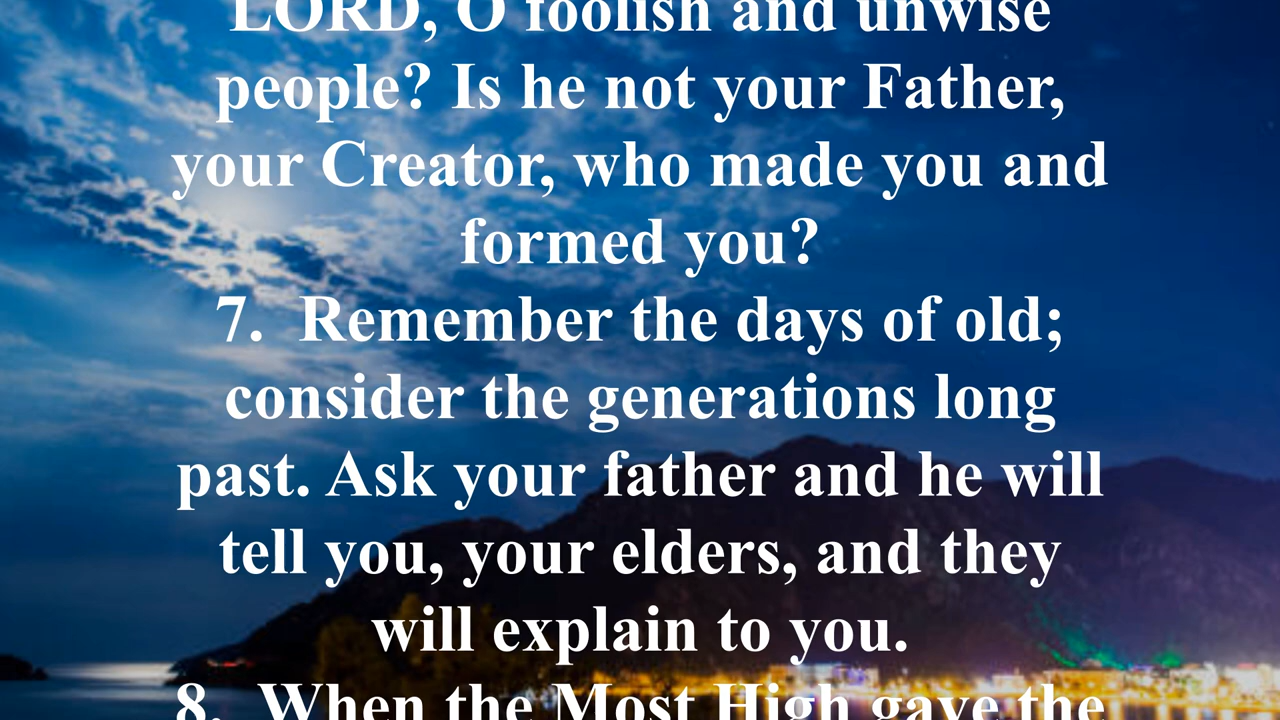 LORD, O foolish and unwise
people? Is he not your Father,
your Creator, who made you and
formed you?
7. Remember the days of old;
consider the generations long
past. Ask your father and he will
tell you, your elders, and they
will explain to you.
8. When the Most High gave the